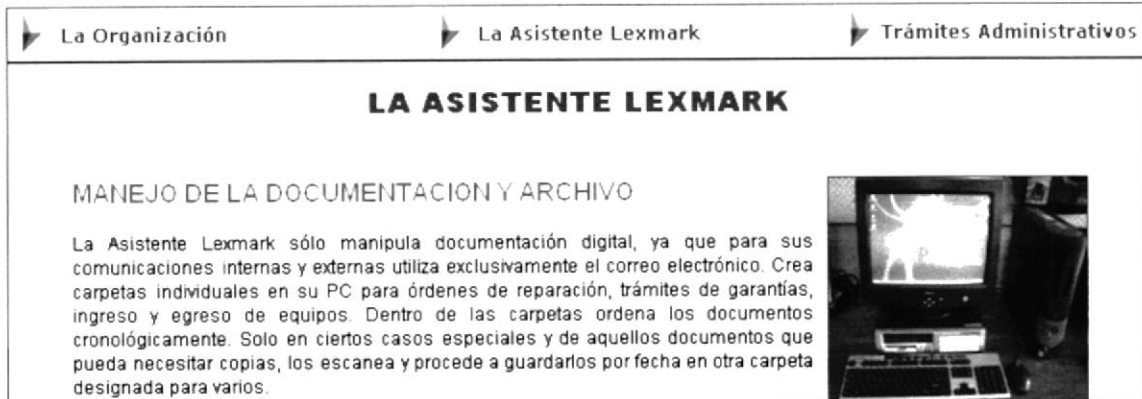 La Organización
La Asistente Lexmark
Trámites Administrativos
LA ASISTENTE LEXMARK
MANEJO DE LA DOCUMENTACION Y ARCHIVO
La Asistente Lexmark sólo manipula documentación digital, ya que para sus
comunicaciones internas y externas utiliza exclusivamente el correo electrónico. Crea
carpetas individuales en su PC para órdenes de reparación, trámites de garantías,
ingreso y egreso de equipos. Dentro de las carpetas ordena los documentos
cronológicamente. Solo en ciertos casos especiales y de aquellos documentos que
pueda necesitar copias, los escanea y procede a guardarlos por fecha en otra carpeta
designada para varios.